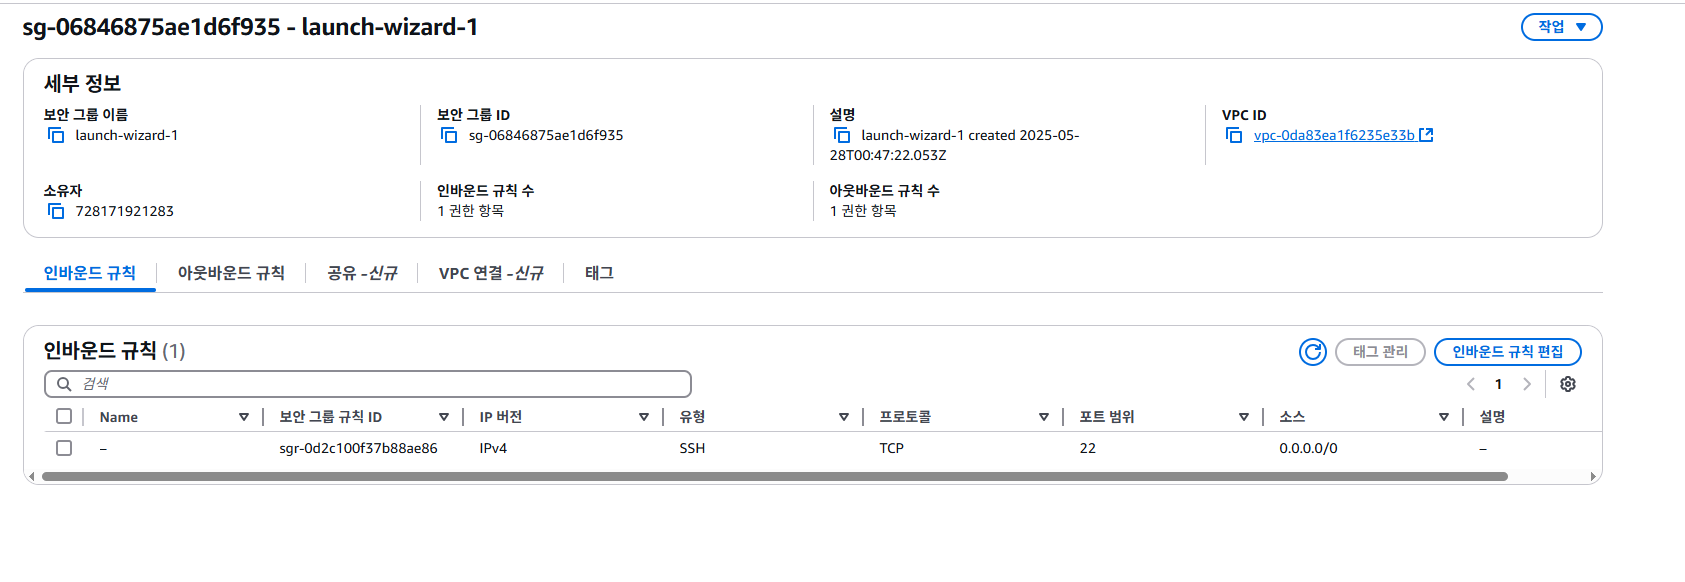 sg-06846875ae1d6f935 - launch-wizard-1
작업
세부 정보
보안 그룹 이름
launch-wizard-1
보안 그룹 ID
sg-06846875ae1d6f935
설명
launch-wizard-1 created 2025-05-
28T00:47:22.053Z
VPC ID
vpc-0da83ea1f6235e33b
소유자
728171921283
인바운드 규칙 수
1 권한 항목
아웃바운드 규칙 수
1 권한 항목
인바운드 규칙 아웃바운드 규칙 공유 -신규 VPC 연결 -신규 태그
인바운드 규칙 (1)
태그 관리 인바운드 규칙 편집
검색
1
Name 보안 그룹 규칙 ID IP 버전 유형 프로토콜 포트 범위 소스 설명
– sgr-0d2c100f37b88ae86 IPv4 SSH TCP 22 0.0.0.0/0 –